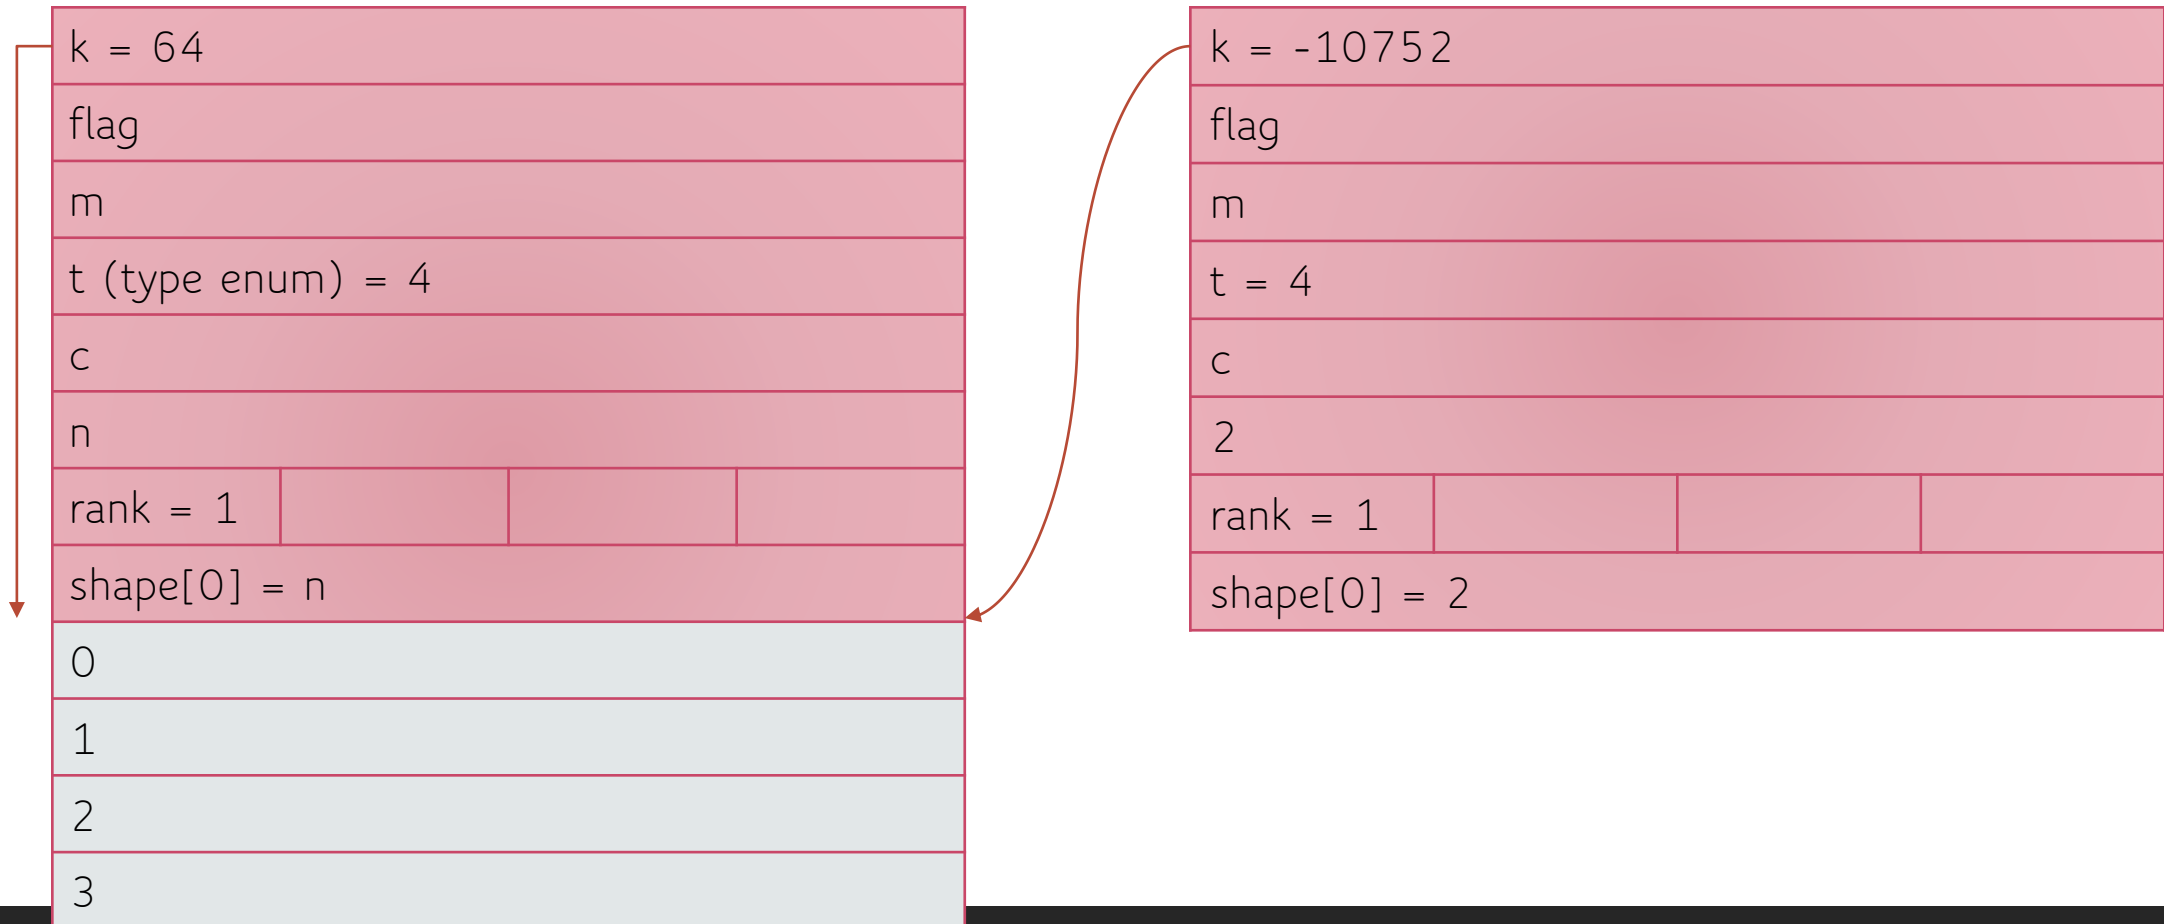 k = 64
flag
m
t (type enum) = 4
c
n
rank = 1
shape[0] = n
0
1
2
3
k = -10752
flag
m
t = 4
c
2
rank = 1
shape[0] = 2